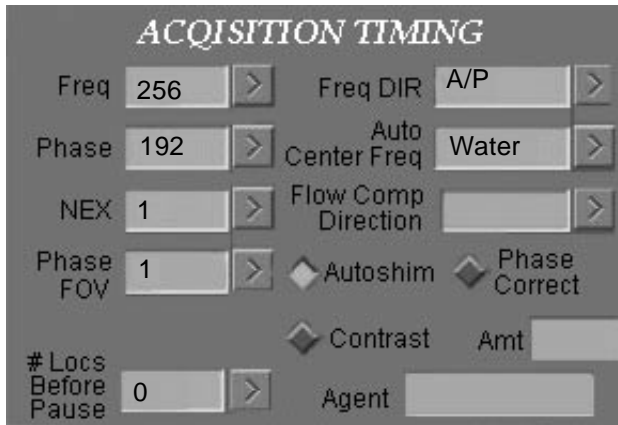 ACQISITION TIMING
Freq 256 > Freq DIR A/P >
Phase 192 > Auto Center Freq Water >
NEX 1 > Flow Comp Direction >
Phase FOV 1 > Autoshim Phase Correct
Contrast Amt
# Locs Before Pause 0 > Agent